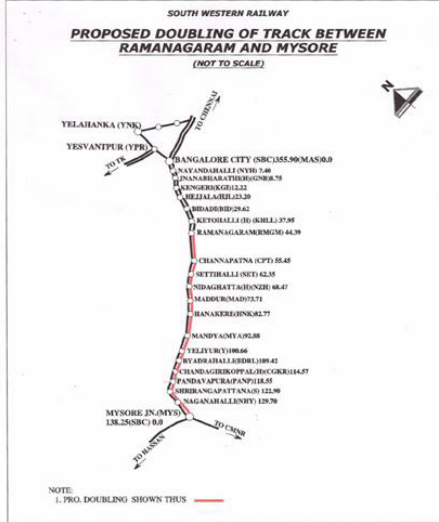 SOUTH WESTERN RAILWAY
PROPOSED DOUBLING OF TRACK BETWEEN
RAMANAGARAM AND MYSORE
(NOT TO SCALE)
N
TO CHENNAI
YELAHANKA (YNK)
YESVANTPUR (YPR)
TO TK
BANGALORE CITY (SBC)355.90(MAS)0.0
NAYANDAHALLI (NYH) 7.40
JNANABHARATHI(H)(GNB)8.75
KENGERI(KGI)12.22
HEJJALA(HJL)23.20
BIDADI(BID)29.62
KETOHALLI (H) (KHLL) 37.95
RAMANAGARAM(RMGM) 44.39
CHANNAPATNA (CPT) 55.45
SETTIHALLI (SET) 62.35
NIDAGHATTA(H)(NZH) 68.47
MADDUR(MAD)73.71
HANAKERE(HNK)82.77
MANDYA(MYA)92.88
YELIYUR(Y)100.66
BYADRAHALLI(BDRL)109.42
CHANDAGIRIKOPPAL(H)(CGKR)114.57
PANDAVAPURA(PANP)118.55
SHRIRANGAPATTANA(S) 122.90
NAGANAHALLI(NHY) 129.70
MYSORE JN.(MYS)
138.25(SBC) 0.0
TO HASSAN
TO CMNR
NOTE:
1. PRO. DOUBLING SHOWN THUS